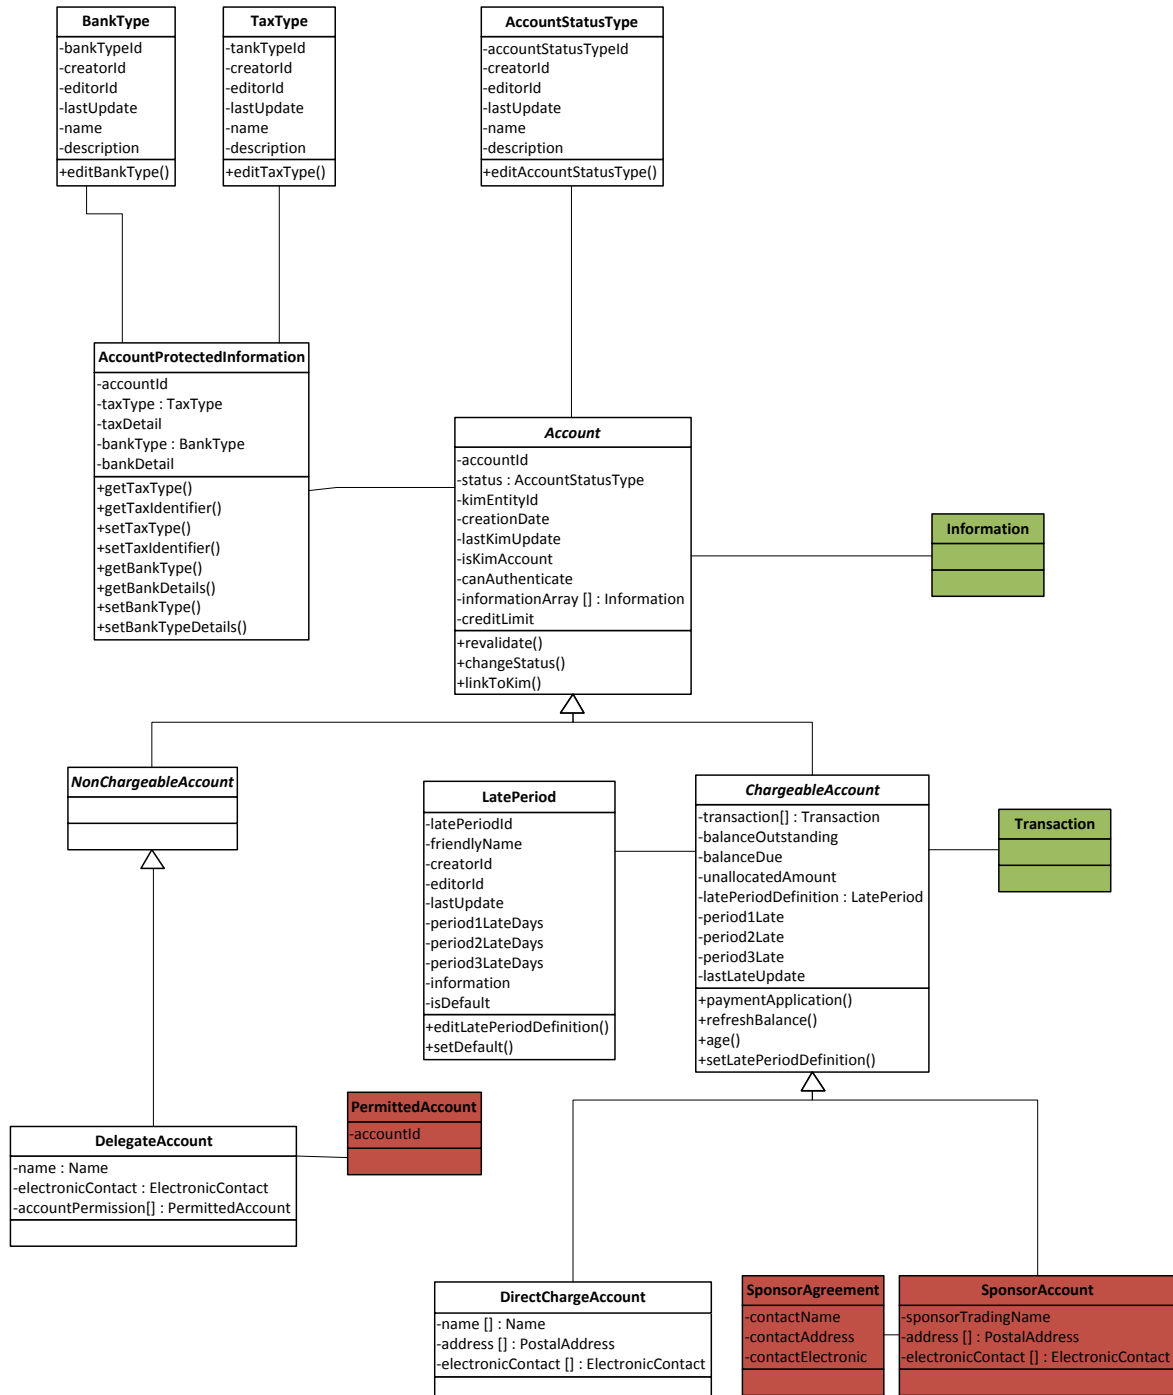 BankType
-bankTypeId
-creatorId
-editorId
-lastUpdate
-name
-description
+editBankType()
TaxType
-tankTypeId
-creatorId
-editorId
-lastUpdate
-name
-description
+editTaxType()
AccountStatusType
-accountStatusTypeId
-creatorId
-editorId
-lastUpdate
-name
-description
+editAccountStatusType()
AccountProtectedInformation
-accountId
-taxType : TaxType
-taxDetail
-bankType : BankType
-bankDetail
+getTaxType()
+getTaxIdentifier()
+setTaxType()
+setTaxIdentifier()
+getBankType()
+getBankDetails()
+setBankType()
+setBankTypeDetails()
Account
-accountId
-status : AccountStatusType
-kimEntityId
-creationDate
-lastKimUpdate
-isKimAccount
-canAuthenticate
-informationArray [] : Information
-creditLimit
+revalidate()
+changeStatus()
+linkToKim()
Information
NonChargeableAccount
LatePeriod
-latePeriodId
-friendlyName
-creatorId
-editorId
-lastUpdate
-period1LateDays
-period2LateDays
-period3LateDays
-information
-isDefault
+editLatePeriodDefinition()
+setDefault()
ChargeableAccount
-transaction[] : Transaction
-balanceOutstanding
-balanceDue
-unallocatedAmount
-latePeriodDefinition : LatePeriod
-period1Late
-period2Late
-period3Late
-lastLateUpdate
+paymentApplication()
+refreshBalance()
+age()
+setLatePeriodDefinition()
Transaction
DelegateAccount
-name : Name
-electronicContact : ElectronicContact
-accountPermission[] : PermittedAccount
PermittedAccount
-accountId
DirectChargeAccount
-name [] : Name
-address [] : PostalAddress
-electronicContact [] : ElectronicContact
SponsorAgreement
-contactName
-contactAddress
-contactElectronic
SponsorAccount
-sponsorTradingName
-address [] : PostalAddress
-electronicContact [] : ElectronicContact